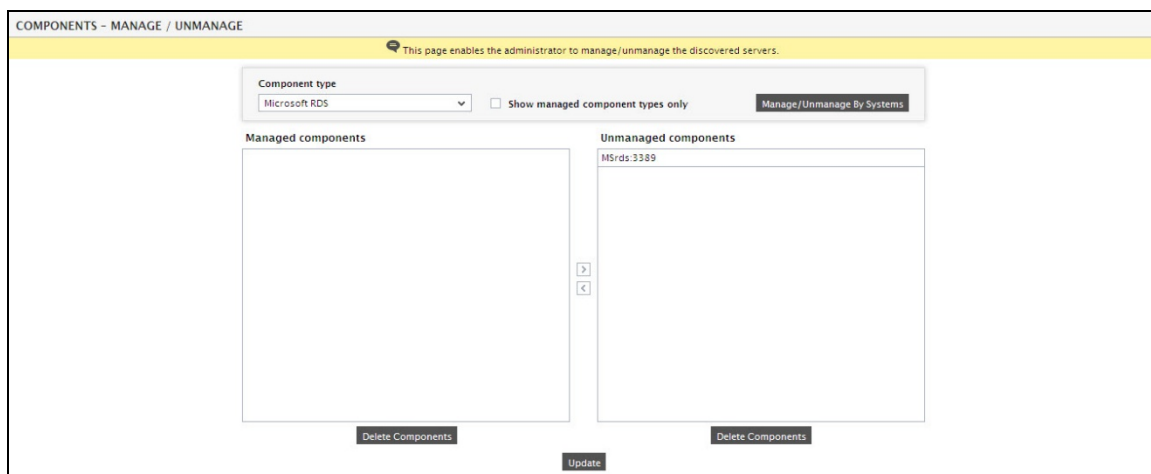 COMPONENTS - MANAGE / UNMANAGE
This page enables the administrator to manage/unmanage the discovered servers.
Component type
Microsoft RDS
Show managed component types only
Manage/Unmanage By Systems
Managed components
Unmanaged components
MSrds:3389
>
<
Delete Components
Delete Components
Update